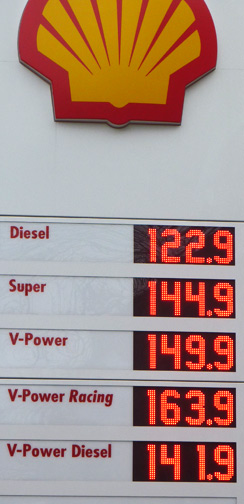 Diesel 122.9
Super 144.9
V-Power 149.9
V-Power Racing 163.9
V-Power Diesel 141.9